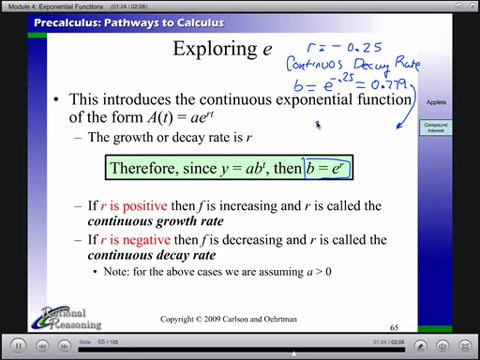 Module 4; Exponential Functions
(01:24 / 02:08)
Precalculus: Pathways to Calculus
Exploring e
r = -0.25
Continuos Decay Rate
b = e^-.25 = 0.779
• This introduces the continuous exponential function
of the form A(t) = ae^rt
– The growth or decay rate is r
Therefore, since y = ab^t, then b = e^r
– If r is positive then f is increasing and r is called the
continuous growth rate
– If r is negative then f is decreasing and r is called the
continuous decay rate
• Note: for the above cases we are assuming a > 0
Applets
Compound
Interest
Rational
Reasoning
Copyright © 2009 Carlson and Oehrtman
65
Slide 65 / 100
01:24 / 02:08